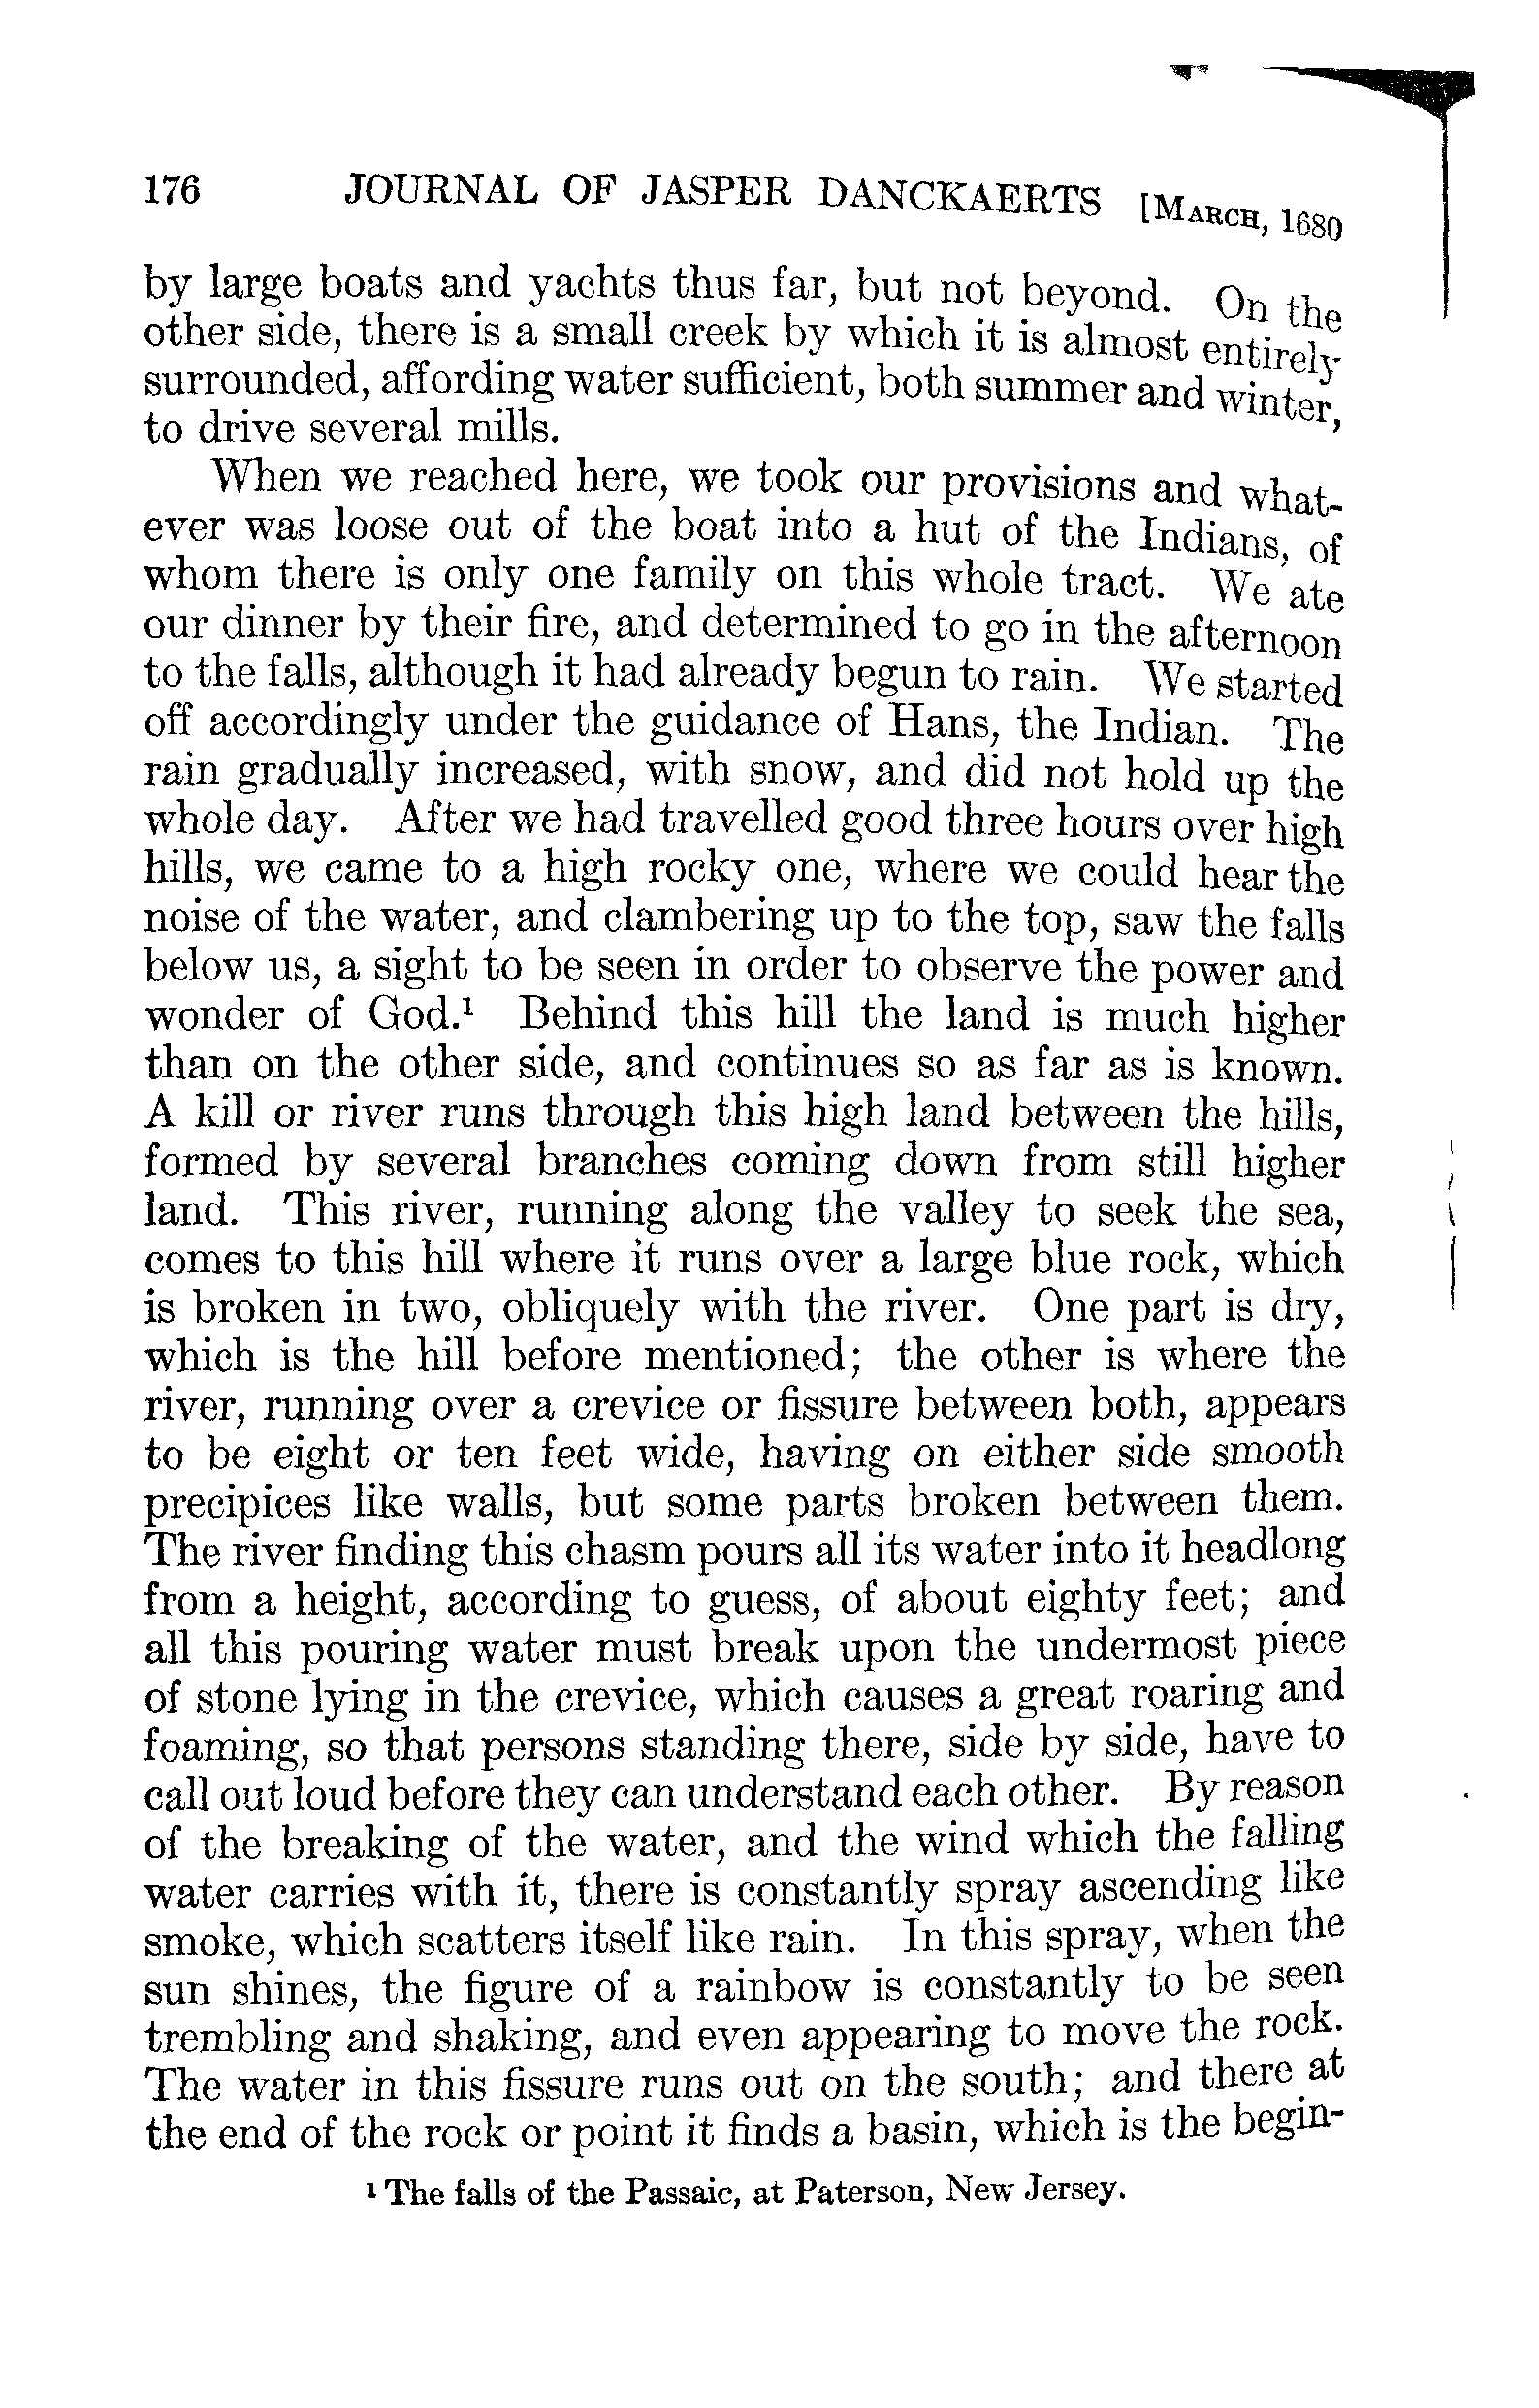 176 JOURNAL OF JASPER DANCKAERTS [MARCH, 1680
by large boats and yachts thus far, but not beyond. On the
other side, there is a small creek by which it is almost entirely
surrounded, affording water sufficient, both summer and winter,
to drive several mills.
When we reached here, we took our provisions and what-
ever was loose out of the boat into a hut of the Indians, of
whom there is only one family on this whole tract. We ate
our dinner by their fire, and determined to go in the afternoon
to the falls, although it had already begun to rain. We started
off accordingly under the guidance of Hans, the Indian. The
rain gradually increased, with snow, and did not hold up the
whole day. After we had travelled good three hours over high
hills, we came to a high rocky one, where we could hear the
noise of the water, and clambering up to the top, saw the falls
below us, a sight to be seen in order to observe the power and
wonder of God.¹ Behind this hill the land is much higher
than on the other side, and continues so as far as is known.
A kill or river runs through this high land between the hills,
formed by several branches coming down from still higher
land. This river, running along the valley to seek the sea,
comes to this hill where it runs over a large blue rock, which
is broken in two, obliquely with the river. One part is dry,
which is the hill before mentioned; the other is where the
river, running over a crevice or fissure between both, appears
to be eight or ten feet wide, having on either side smooth
precipices like walls, but some parts broken between them.
The river finding this chasm pours all its water into it headlong
from a height, according to guess, of about eighty feet; and
all this pouring water must break upon the undermost piece
of stone lying in the crevice, which causes a great roaring and
foaming, so that persons standing there, side by side, have to
call out loud before they can understand each other. By reason
of the breaking of the water, and the wind which the falling
water carries with it, there is constantly spray ascending like
smoke, which scatters itself like rain. In this spray, when the
sun shines, the figure of a rainbow is constantly to be seen
trembling and shaking, and even appearing to move the rock.
The water in this fissure runs out on the south; and there at
the end of the rock or point it finds a basin, which is the begin-
¹ The falls of the Passaic, at Paterson, New Jersey.